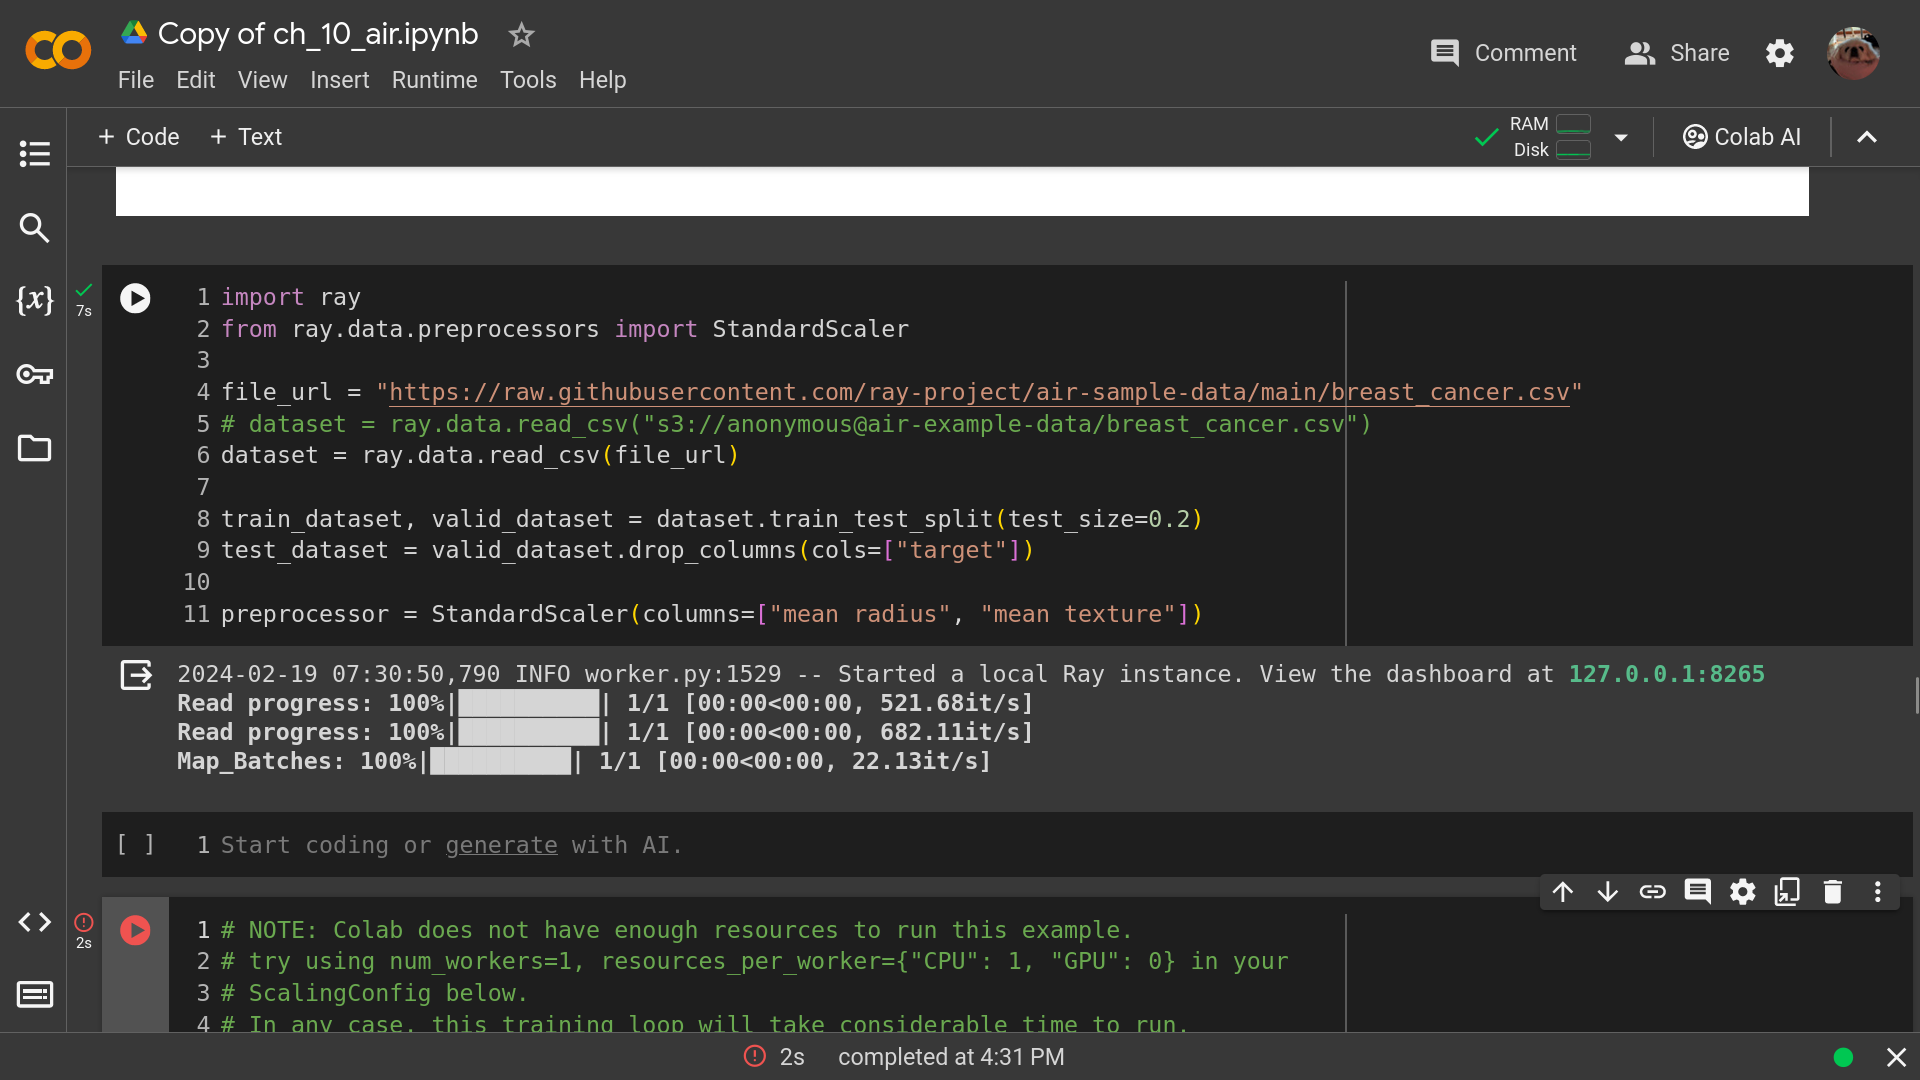 Copy of ch_10_air.ipynb
File Edit View Insert Runtime Tools Help
Comment Share
+ Code + Text
RAM
Disk
Colab AI
{x}
7s
1 import ray
2 from ray.data.preprocessors import StandardScaler
3
4 file_url = "https://raw.githubusercontent.com/ray-project/air-sample-data/main/breast_cancer.csv"
5 # dataset = ray.data.read_csv("s3://anonymous@air-example-data/breast_cancer.csv")
6 dataset = ray.data.read_csv(file_url)
7
8 train_dataset, valid_dataset = dataset.train_test_split(test_size=0.2)
9 test_dataset = valid_dataset.drop_columns(cols=["target"])
10
11 preprocessor = StandardScaler(columns=["mean radius", "mean texture"])
2024-02-19 07:30:50,790 INFO worker.py:1529 -- Started a local Ray instance. View the dashboard at 127.0.0.1:8265
Read progress: 100%|██████████| 1/1 [00:00<00:00, 521.68it/s]
Read progress: 100%|██████████| 1/1 [00:00<00:00, 682.11it/s]
Map_Batches: 100%|██████████| 1/1 [00:00<00:00, 22.13it/s]
[ ] 1 Start coding or generate with AI.
2s
1 # NOTE: Colab does not have enough resources to run this example.
2 # try using num_workers=1, resources_per_worker={"CPU": 1, "GPU": 0} in your
3 # ScalingConfig below.
4 # In any case, this training loop will take considerable time to run.
2s completed at 4:31 PM